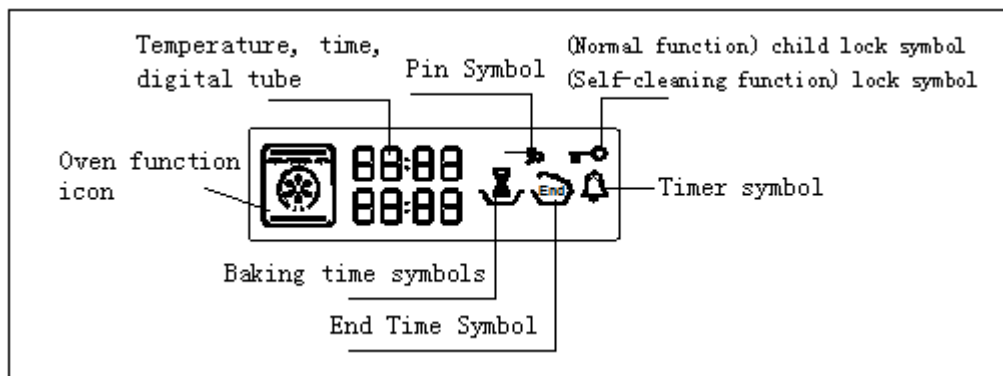 Temperature, time,
digital tube
Pin Symbol
(Normal function) child lock symbol
(Self-cleaning function) lock symbol
Oven function
icon
88:88
88:88
End
Timer symbol
Baking time symbols
End Time Symbol